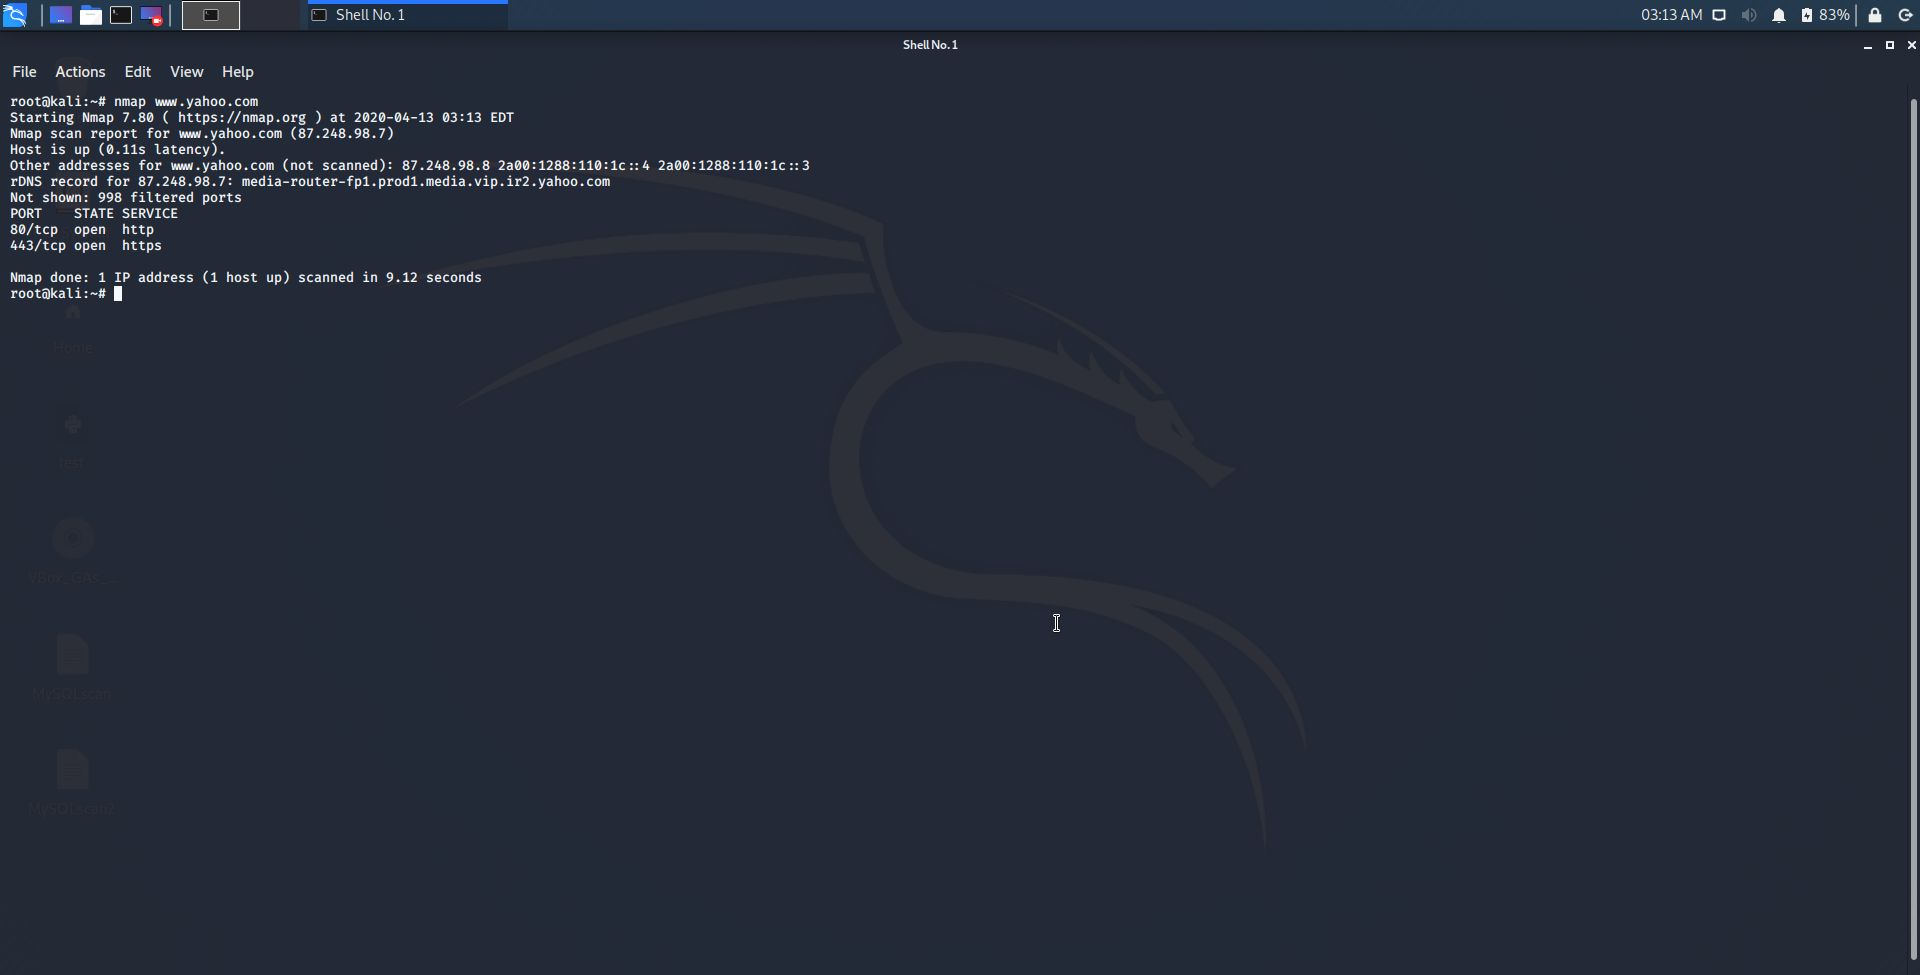 Shell No. 1
03:13 AM
83%
Shell No. 1
File Actions Edit View Help
root@kali:~# nmap www.yahoo.com
Starting Nmap 7.80 ( https://nmap.org ) at 2020-04-13 03:13 EDT
Nmap scan report for www.yahoo.com (87.248.98.7)
Host is up (0.11s latency).
Other addresses for www.yahoo.com (not scanned): 87.248.98.8 2a00:1288:110:1c::4 2a00:1288:110:1c::3
rDNS record for 87.248.98.7: media-router-fp1.prod1.media.vip.ir2.yahoo.com
Not shown: 998 filtered ports
PORT    STATE SERVICE
80/tcp  open  http
443/tcp open  https
Nmap done: 1 IP address (1 host up) scanned in 9.12 seconds
root@kali:~#
Home
test
VBox_GAs_...
MySQLscan
MySQLscan2